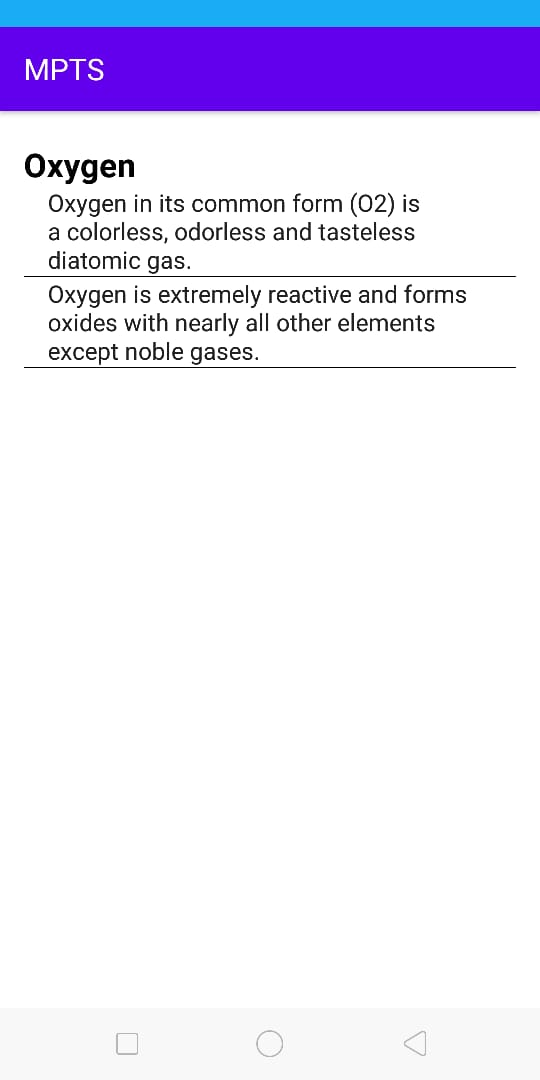 MPTS
Oxygen
Oxygen in its common form (O2) is
a colorless, odorless and tasteless
diatomic gas.
Oxygen is extremely reactive and forms
oxides with nearly all other elements
except noble gases.